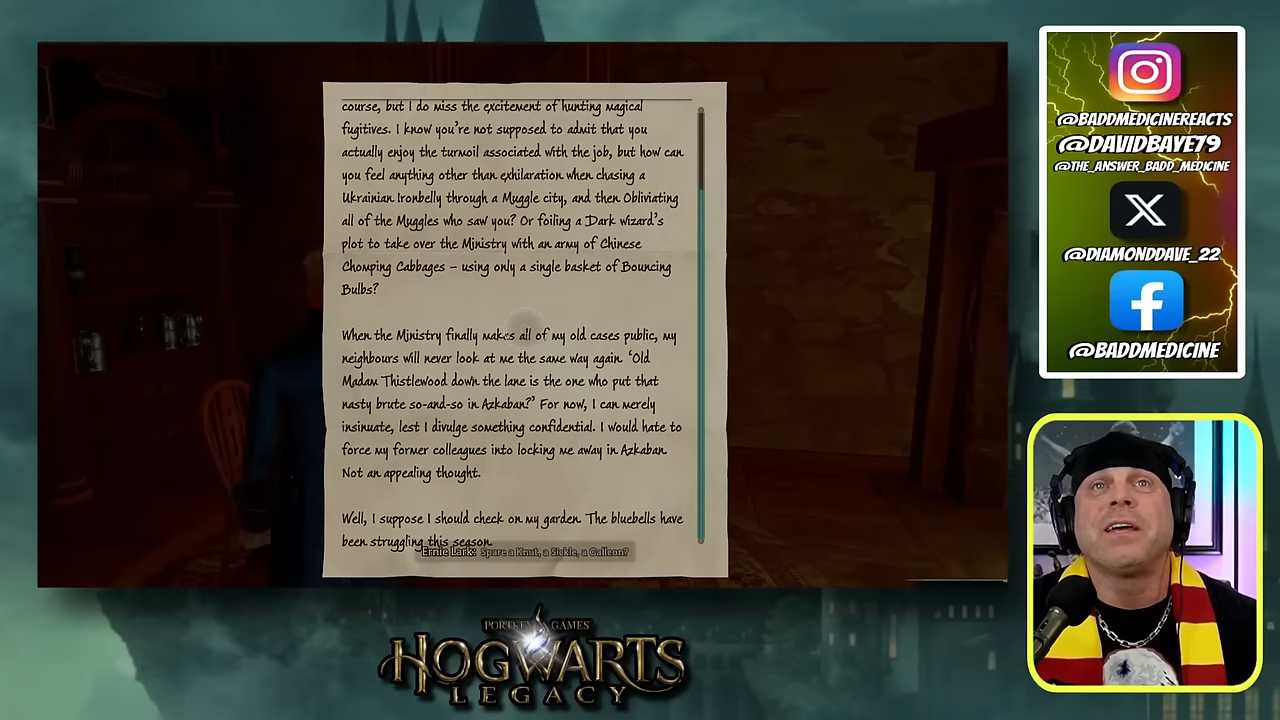 course, but I do miss the excitement of hunting magical
fugitives. I know you're not supposed to admit that you
actually enjoy the turmoil associated with the job, but how can
you feel anything other than exhilaration when chasing a
Ukrainian Ironbelly through a Muggle city, and then Obliviating
all of the Muggles who saw you? Or foiling a Dark wizard's
plot to take over the Ministry with an army of Chinese
Chomping Cabbages – using only a single basket of Bouncing
Bulbs?
When the Ministry finally makes all of my old cases public, my
neighbours will never look at me the same way again. 'Old
Madam Thistlewood down the lane is the one who put that
nasty brute so-and-so in Azkaban?' For now, I can merely
insinuate, lest I divulge something confidential. I would hate to
force my former colleagues into locking me away in Azkaban.
Not an appealing thought.
Well, I suppose I should check on my garden. The bluebells have
been struggling this season.
Ernie Lark: Spare a Knut, a Sickle, a Galleon?
@BADDMEDICINEREACTS
@DAVIDBAYE79
@THE_ANSWER_BADD_MEDICINE
@DIAMONDDAVE_22
@BADDMEDICINE
PORTKEY GAMES
HOGWARTS
LEGACY